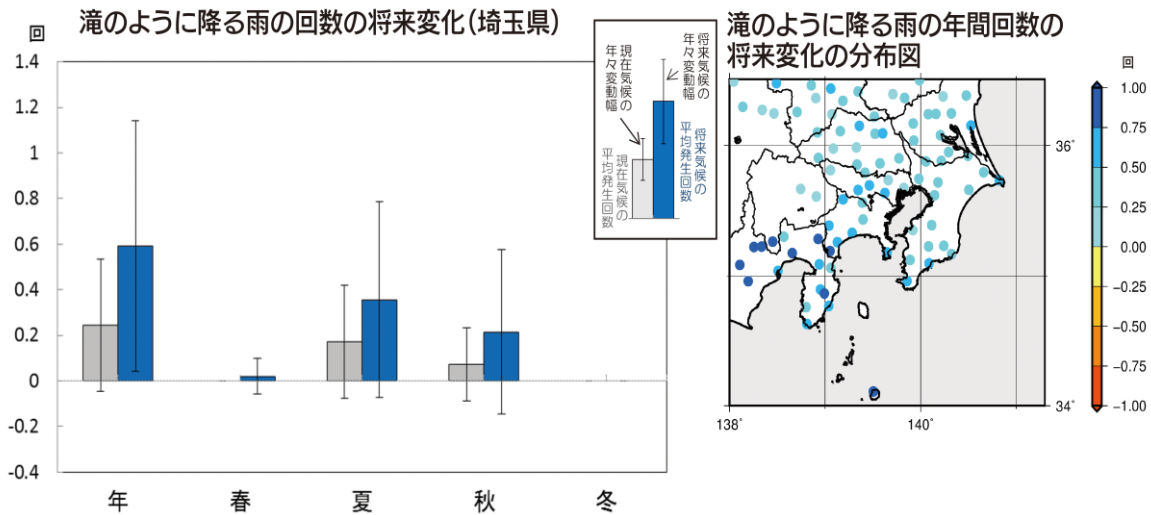 滝のように降る雨の回数の将来変化(埼玉県)
回
1.4
1.2
1
0.8
0.6
0.4
0.2
0
-0.2
-0.4
年
春
夏
秋
冬
将来気候の
年々変動幅
現在気候の
年々変動幅
将来気候の
平均発生回数
現在気候の
平均発生回数
滝のように降る雨の年間回数の
将来変化の分布図
回
1.00
0.75
0.50
0.25
0.00
-0.25
-0.50
-0.75
-1.00
36°
34°
138°
140°